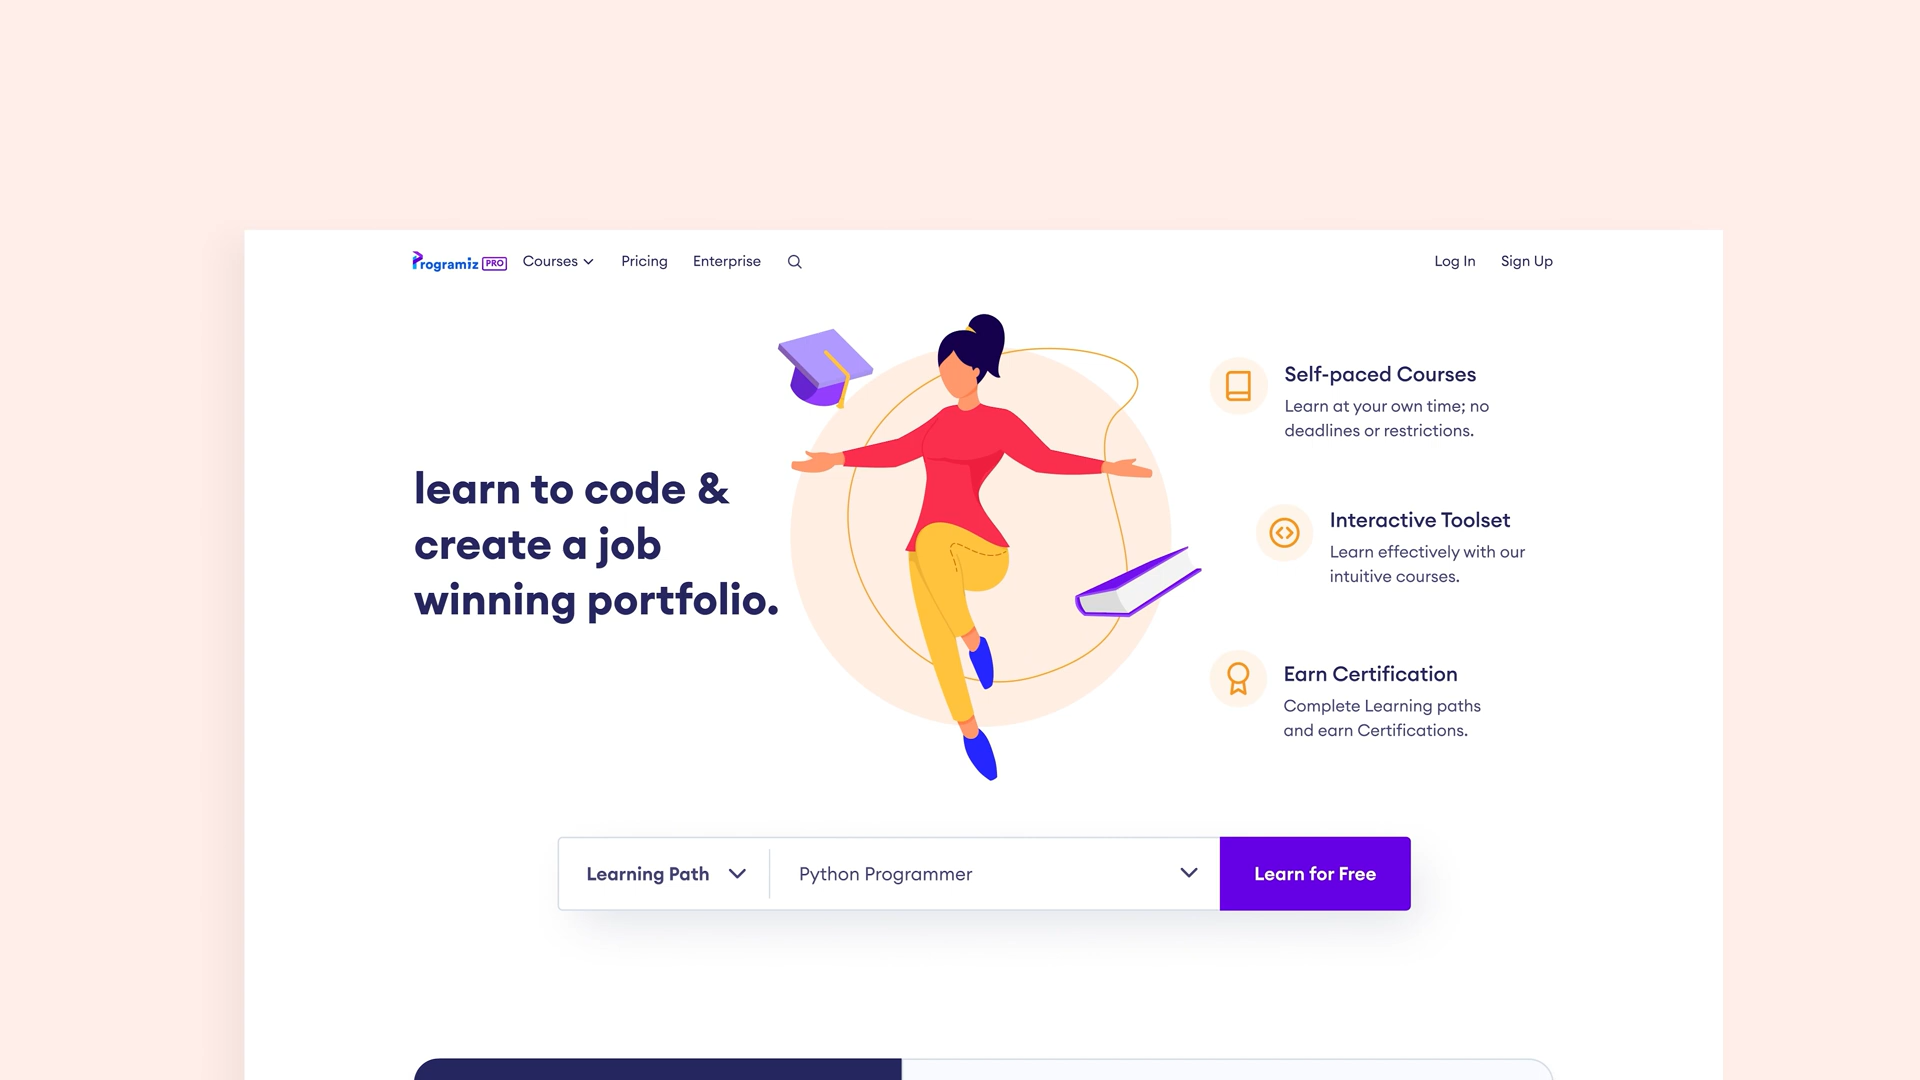 Programiz PRO Courses Pricing Enterprise Log In Sign Up
learn to code &
create a job
winning portfolio.
Self-paced Courses
Learn at your own time; no
deadlines or restrictions.
Interactive Toolset
Learn effectively with our
intuitive courses.
Earn Certification
Complete Learning paths
and earn Certifications.
Learning Path Python Programmer Learn for Free